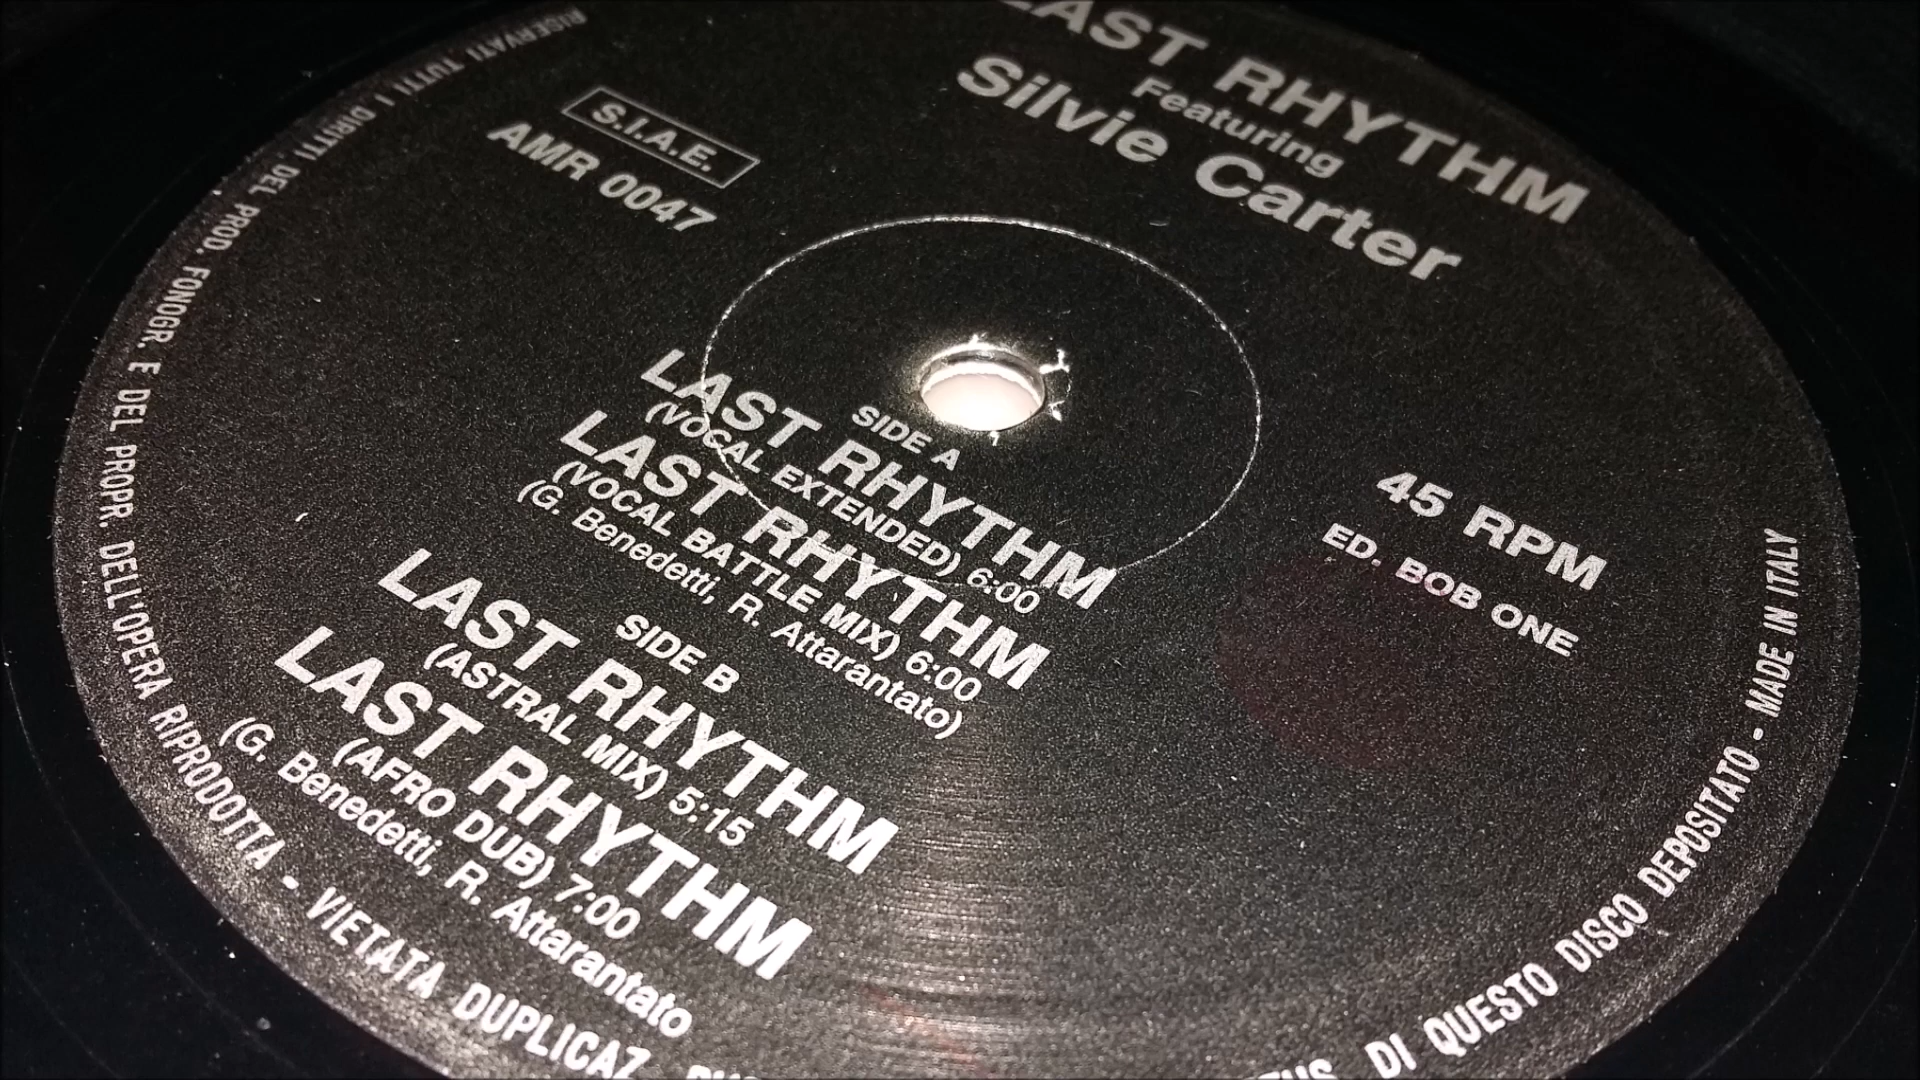 LAST RHYTHM
Featuring
Silvie Carter
S.I.A.E.
AMR 0047
SIDE A
LAST RHYTHM
(VOCAL EXTENDED) 6:00
LAST RHYTHM
(VOCAL BATTLE MIX) 6:00
(G. Benedetti, R. Attarantato)
SIDE B
LAST RHYTHM
(ASTRAL MIX) 5:15
LAST RHYTHM
(AFRO DUB) 7:00
(G. Benedetti, R. Attarantato
45 RPM
ED. BOB ONE
RISERVATI TUTTI I DIRITTI DEL PROD. FONOGR. E DEL PROPR. DELL'OPERA RIPRODOTTA - VIETATA DUPLICAZ.
DI QUESTO DISCO DEPOSITATO - MADE IN ITALY